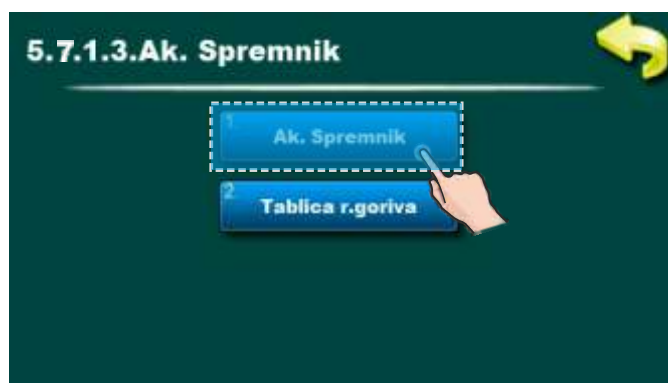 5.7.1.3.Ak. Spremnik
1
Ak. Spremnik
2
Tablica r.goriva